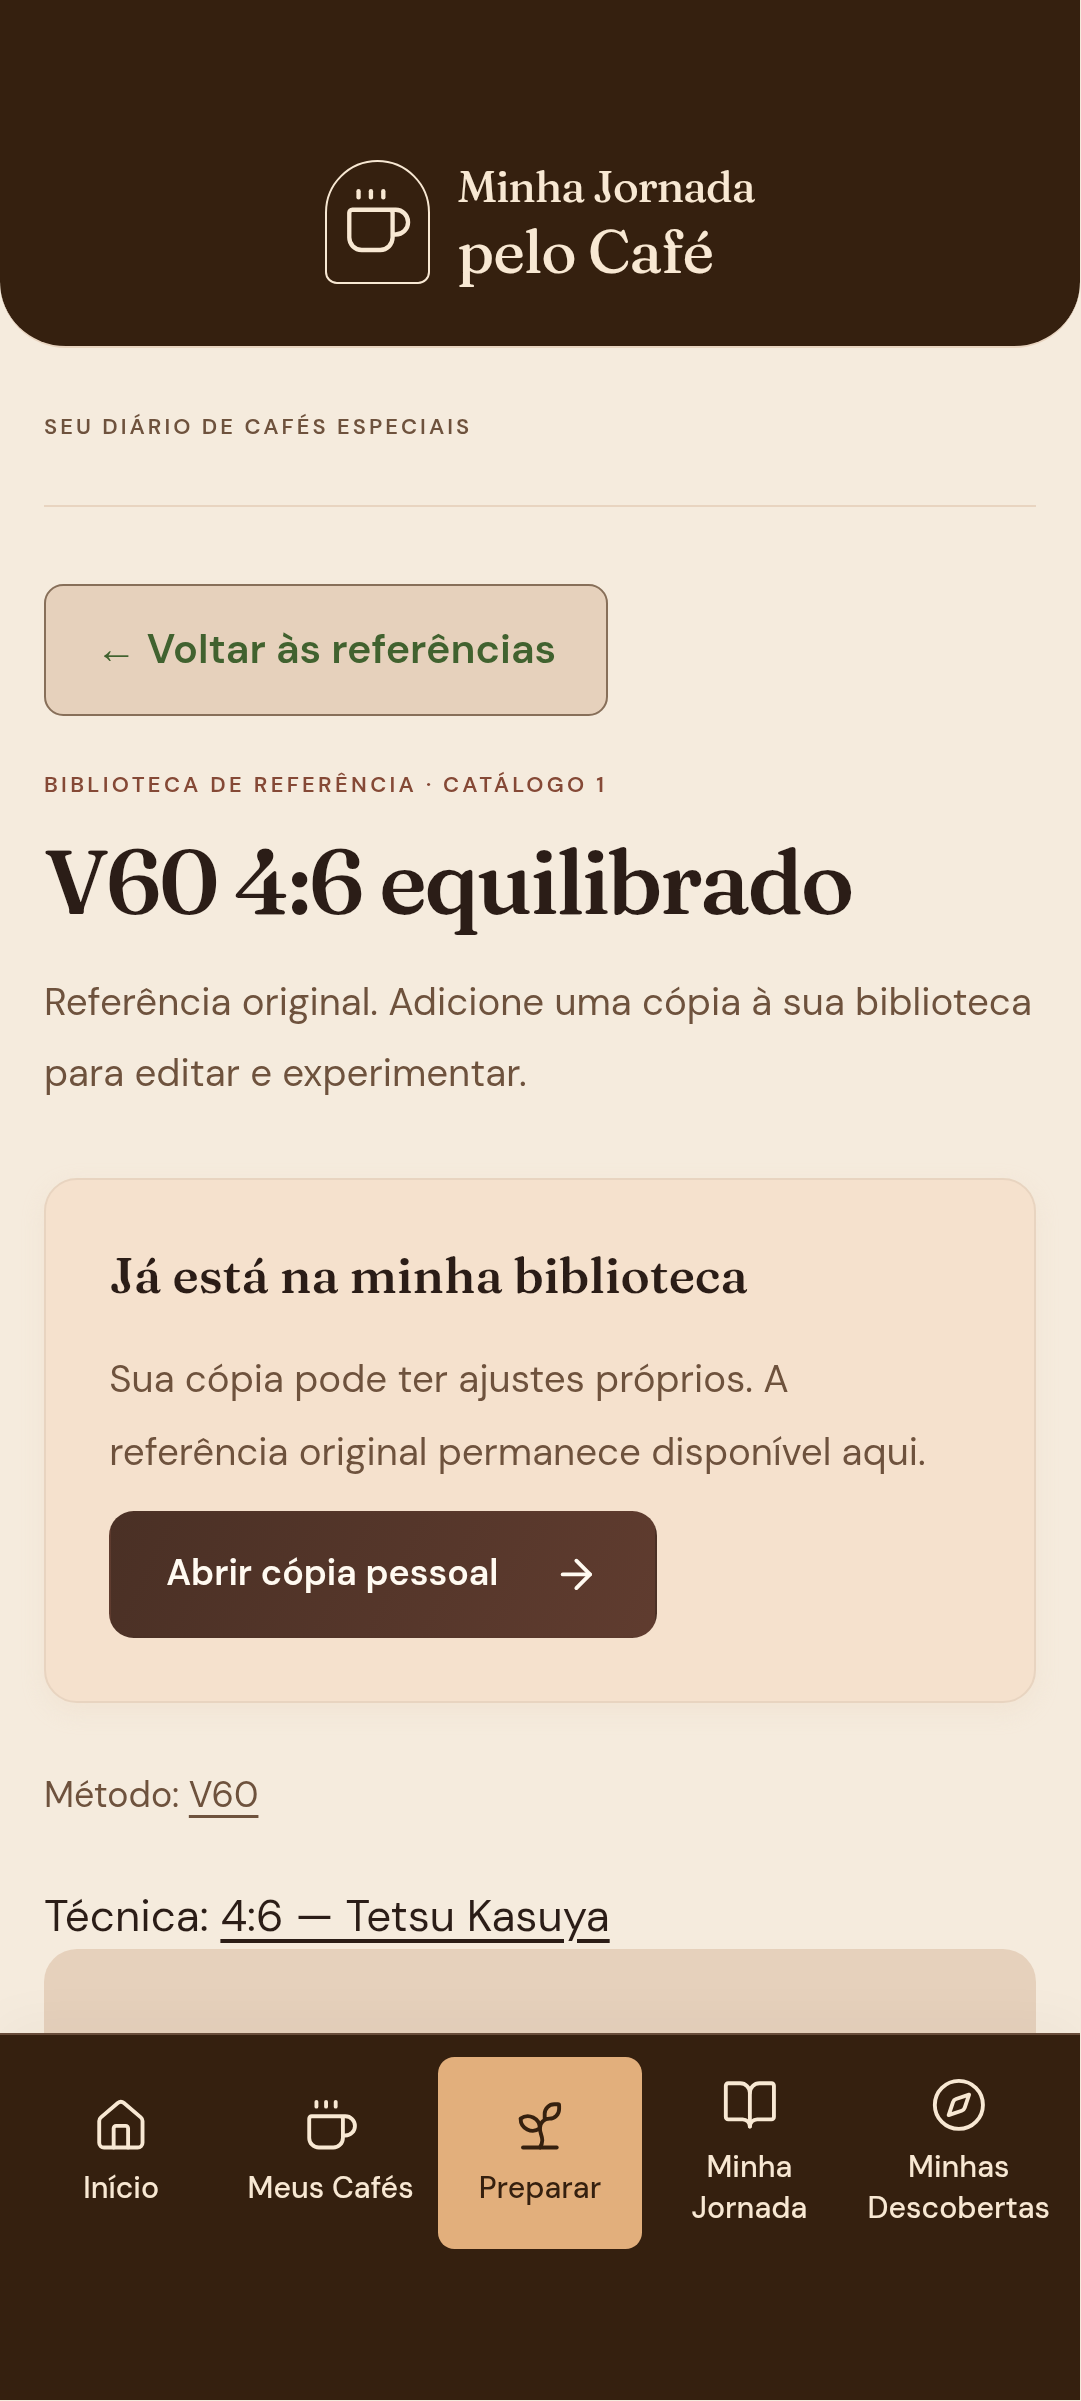 Minha Jornada
pelo Café
SEU DIÁRIO DE CAFÉS ESPECIAIS
← Voltar às referências
BIBLIOTECA DE REFERÊNCIA · CATÁLOGO 1
V60 4:6 equilibrado
Referência original. Adicione uma cópia à sua biblioteca
para editar e experimentar.
Já está na minha biblioteca
Sua cópia pode ter ajustes próprios. A
referência original permanece disponível aqui.
Abrir cópia pessoal →
Método: V60
Técnica: 4:6 — Tetsu Kasuya
Início
Meus Cafés
Preparar
Minha
Jornada
Minhas
Descobertas